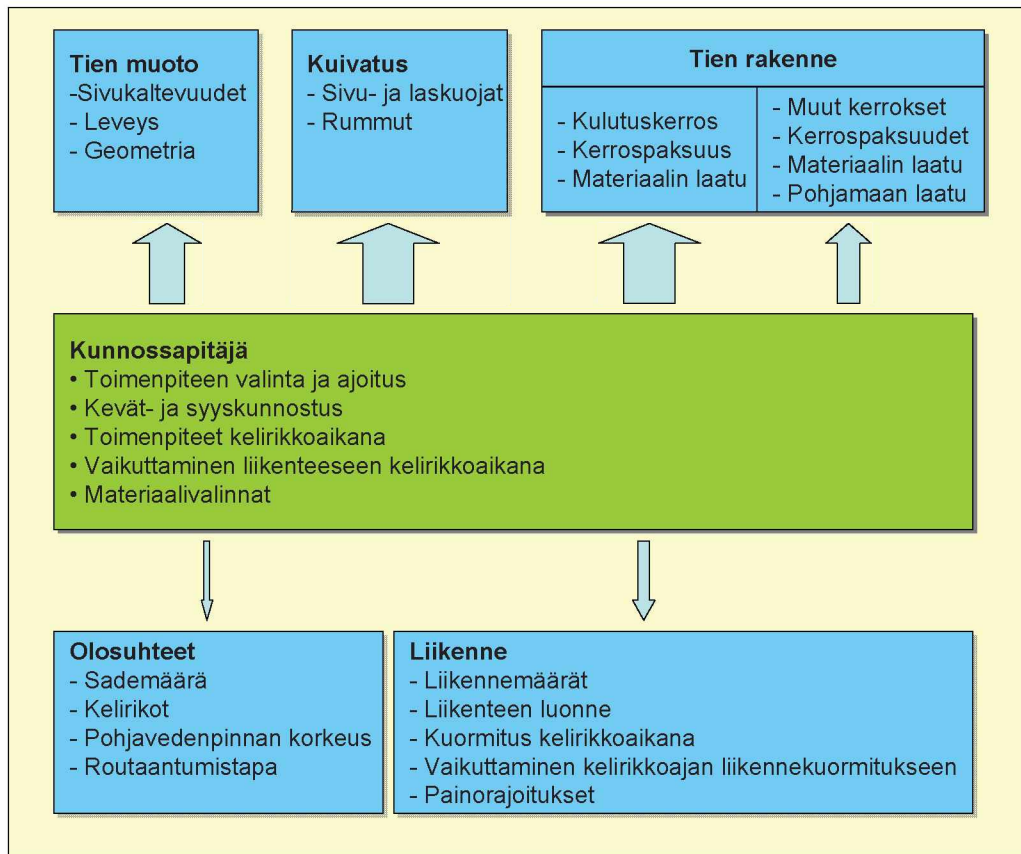 Tien muoto
-Sivukaltevuudet
- Leveys
- Geometria
Kuivatus
- Sivu- ja laskuojat
- Rummut
Tien rakenne
- Kulutuskerros
- Kerrospaksuus
- Materiaalin laatu
- Muut kerrokset
- Kerrospaksuudet
- Materiaalin laatu
- Pohjamaan laatu
Kunnossapitäjä
• Toimenpiteen valinta ja ajoitus
• Kevät- ja syyskunnostus
• Toimenpiteet kelirikkoaikana
• Vaikuttaminen liikenteeseen kelirikkoaikana
• Materiaalivalinnat
Olosuhteet
- Sademäärä
- Kelirikot
- Pohjavedenpinnan korkeus
- Routaantumistapa
Liikenne
- Liikennemäärät
- Liikenteen luonne
- Kuormitus kelirikkoaikana
- Vaikuttaminen kelirikkoajan liikennekuormitukseen
- Painorajoitukset